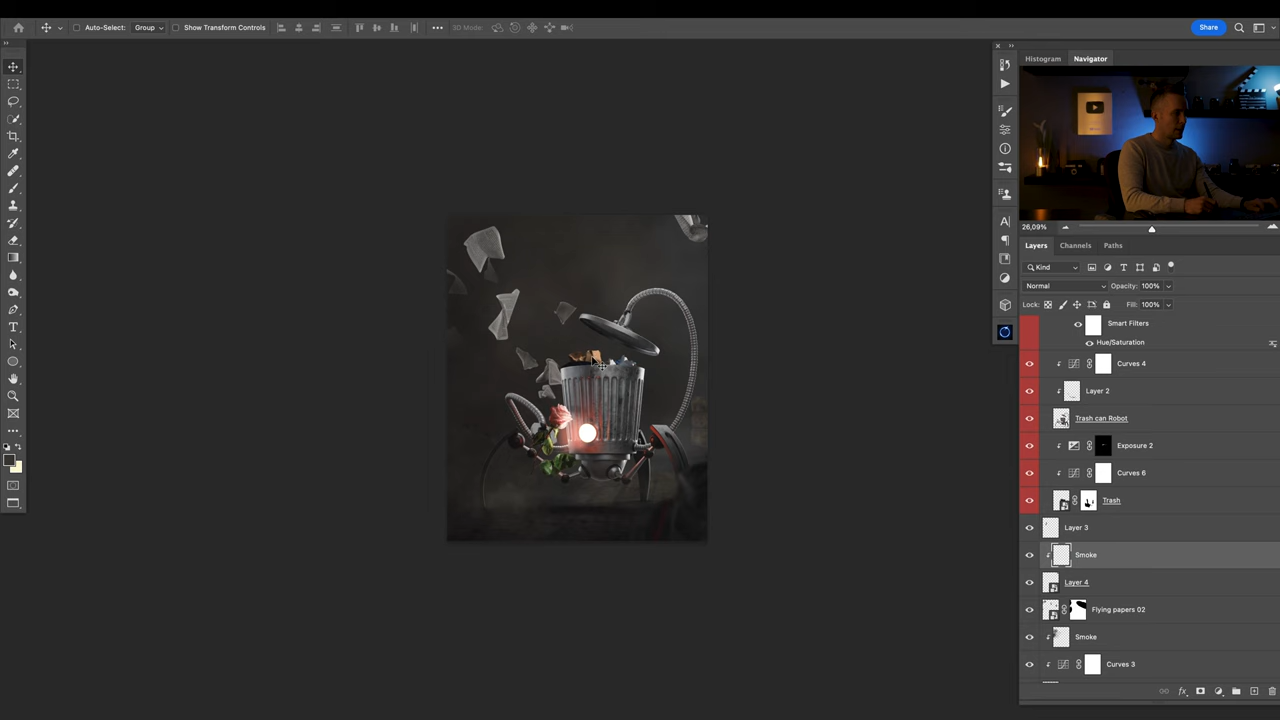 Auto-Select: Group Show Transform Controls 3D Mode Share
Histogram Navigator
26,09%
Layers Channels Paths
Kind
Normal Opacity: 100%
Lock: Fill: 100%
Smart Filters
Hue/Saturation
Curves 4
Layer 2
Trash can Robot
Exposure 2
Curves 6
Trash
Layer 3
Smoke
Layer 4
Flying papers 02
Smoke
Curves 3